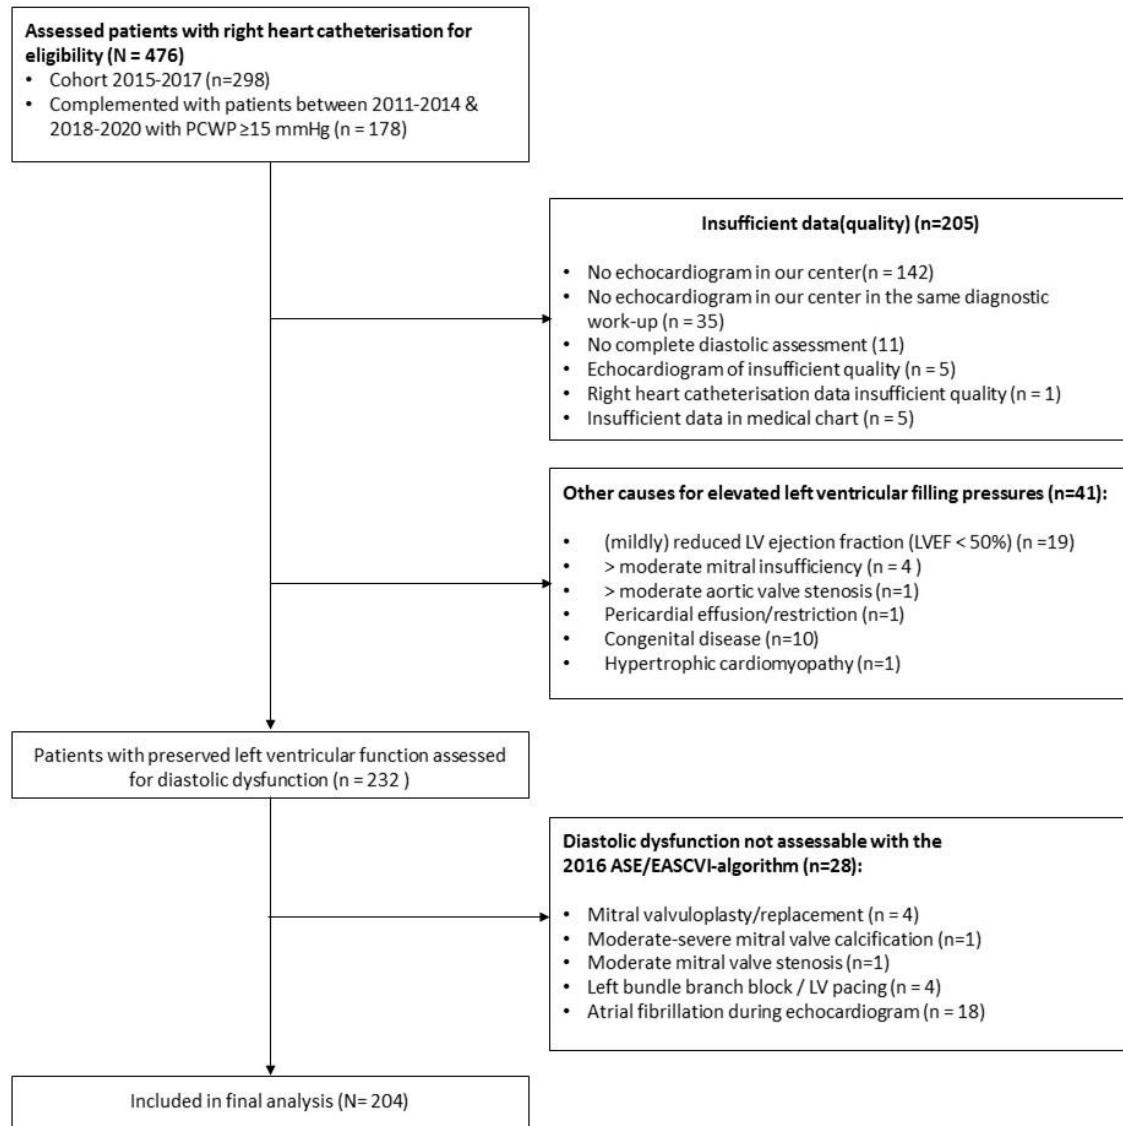 Assessed patients with right heart catheterisation for
eligibility (N = 476)
• Cohort 2015-2017 (n=298)
• Complemented with patients between 2011-2014 &
2018-2020 with PCWP ≥15 mmHg (n = 178)
Insufficient data(quality) (n=205)
• No echocardiogram in our center(n = 142)
• No echocardiogram in our center in the same diagnostic
work-up (n = 35)
• No complete diastolic assessment (11)
• Echocardiogram of insufficient quality (n = 5)
• Right heart catheterisation data insufficient quality (n = 1)
• Insufficient data in medical chart (n = 5)
Other causes for elevated left ventricular filling pressures (n=41):
• (mildly) reduced LV ejection fraction (LVEF < 50%) (n =19)
• > moderate mitral insufficiency (n = 4 )
• > moderate aortic valve stenosis (n=1)
• Pericardial effusion/restriction (n=1)
• Congenital disease (n=10)
• Hypertrophic cardiomyopathy (n=1)
Patients with preserved left ventricular function assessed
for diastolic dysfunction (n = 232 )
Diastolic dysfunction not assessable with the
2016 ASE/EASCVI-algorithm (n=28):
• Mitral valvuloplasty/replacement (n = 4)
• Moderate-severe mitral valve calcification (n=1)
• Moderate mitral valve stenosis (n=1)
• Left bundle branch block / LV pacing (n = 4)
• Atrial fibrillation during echocardiogram (n = 18)
Included in final analysis (N= 204)